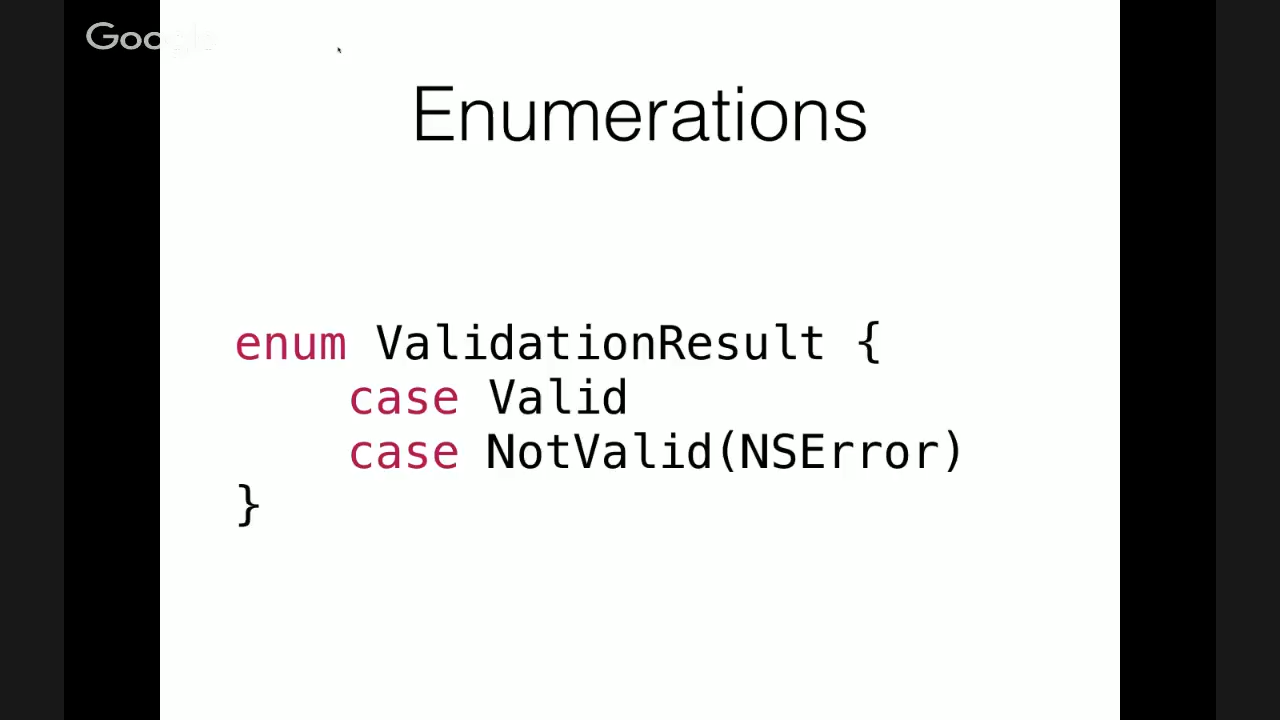 Google
Enumerations
enum ValidationResult {
    case Valid
    case NotValid(NSError)
}